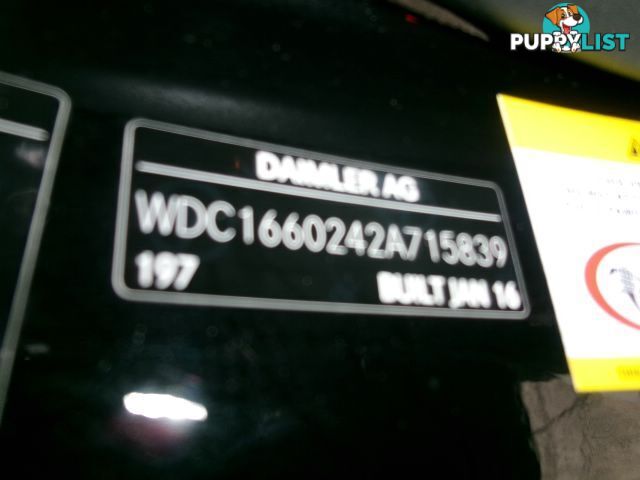 PUPPYLIST
DAIMLER AG
WDC1660242A715839
197
BUILT JAN 16